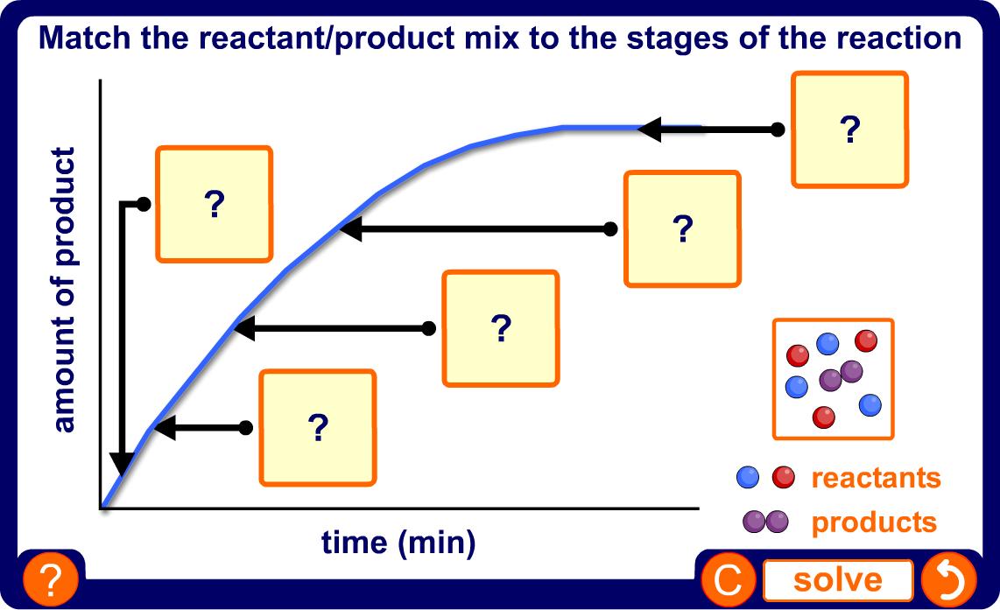 Match the reactant/product mix to the stages of the reaction
amount of product
?
?
?
?
?
time (min)
reactants
products
?
C
solve